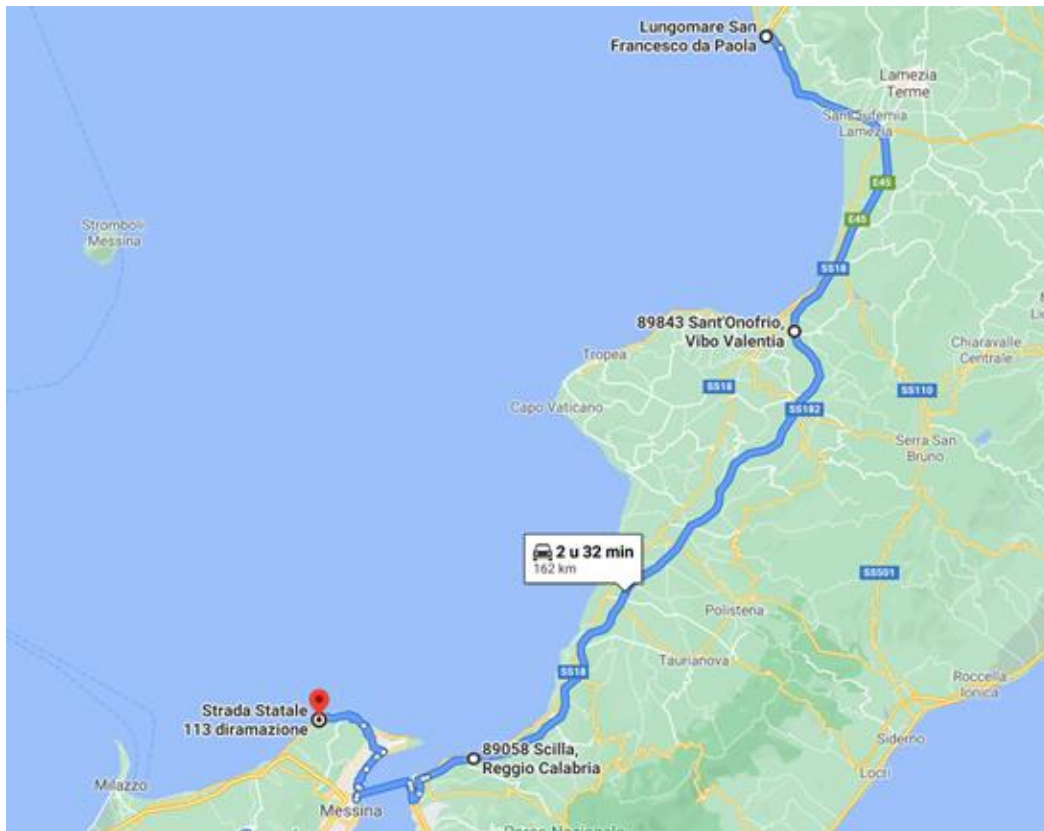 Lungomare San
Francesco da Paola
Lamezia
Terme
Sant'Eufemia
Lamezia
E45
Stromboli
Messina
E45
SS18
89843 Sant'Onofrio,
Vibo Valentia
Chiaravalle
Centrale
Tropea
SS18
SS110
Capo Vaticano
SS182
Serra San
Bruno
2 u 32 min
162 km
SS501
Polistena
Taurianova
SS18
Roccella
Ionica
Strada Statale
113 diramazione
Siderno
89058 Scilla,
Reggio Calabria
Locri
Milazzo
Messina